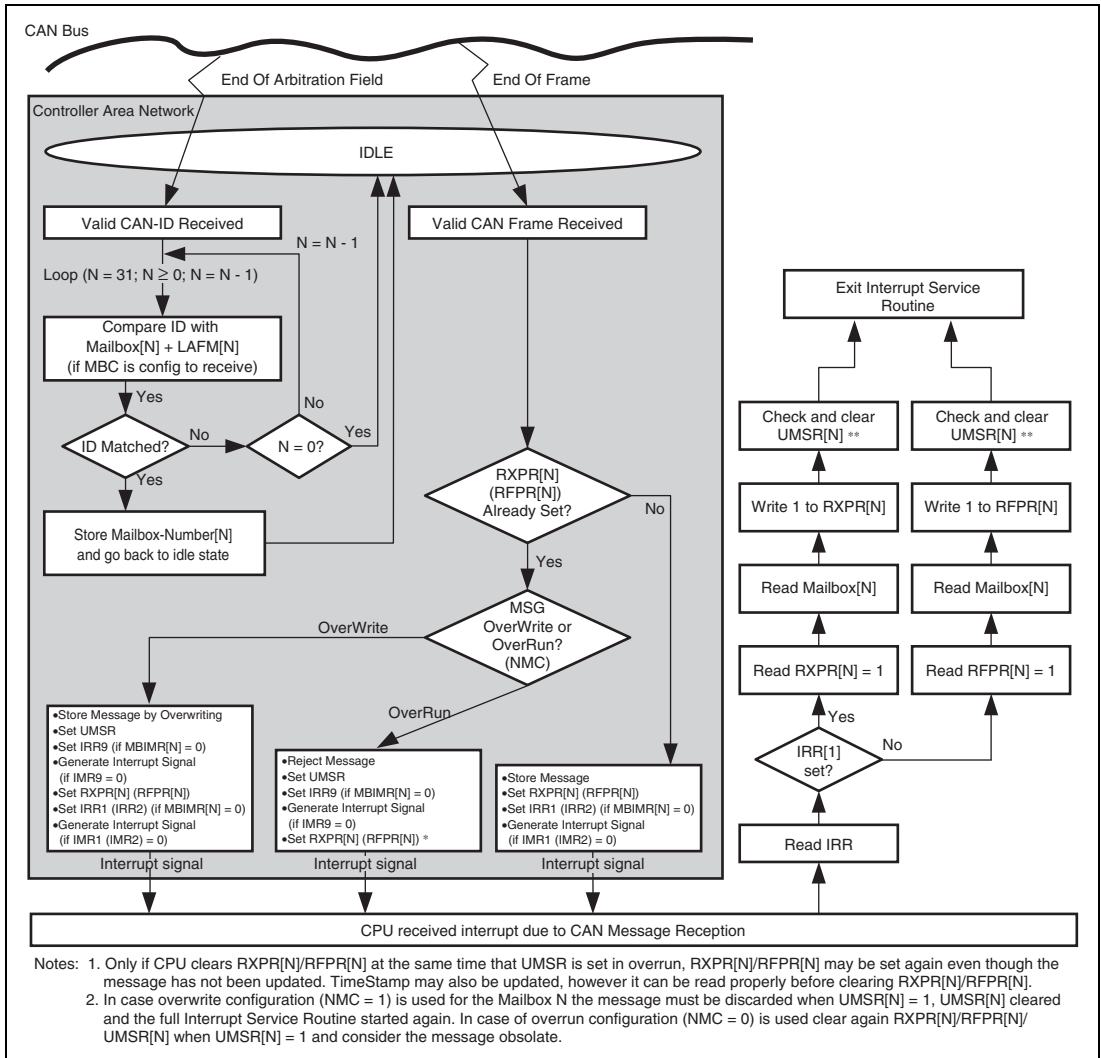 CAN Bus
End Of Arbitration Field
End Of Frame
Controller Area Network
IDLE
Valid CAN-ID Received
Valid CAN Frame Received
N = N - 1
Loop (N = 31; N ≥ 0; N = N - 1)
Compare ID with
Mailbox[N] + LAFM[N]
(if MBC is config to receive)
Yes
No
ID Matched?
No
N = 0?
Yes
Yes
Store Mailbox-Number[N]
and go back to idle state
RXPR[N]
(RFPR[N])
Already Set?
No
Yes
MSG
OverWrite or
OverRun?
(NMC)
OverWrite
OverRun
•Store Message by Overwriting
•Set UMSR
•Set IRR9 (if MBIMR[N] = 0)
•Generate Interrupt Signal
(if IMR9 = 0)
•Set RXPR[N] (RFPR[N])
•Set IRR1 (IRR2) (if MBIMR[N] = 0)
•Generate Interrupt Signal
(if IMR1 (IMR2) = 0)
•Reject Message
•Set UMSR
•Set IRR9 (if MBIMR[N] = 0)
•Generate Interrupt Signal
(if IMR9 = 0)
•Set RXPR[N] (RFPR[N]) *
•Store Message
•Set RXPR[N] (RFPR[N])
•Set IRR1 (IRR2) (if MBIMR[N] = 0)
•Generate Interrupt Signal
(if IMR1 (IMR2) = 0)
Interrupt signal
Interrupt signal
Interrupt signal
Exit Interrupt Service
Routine
Check and clear
UMSR[N] **
Check and clear
UMSR[N] **
Write 1 to RXPR[N]
Write 1 to RFPR[N]
Read Mailbox[N]
Read Mailbox[N]
Read RXPR[N] = 1
Read RFPR[N] = 1
Yes
IRR[1]
set?
No
Read IRR
CPU received interrupt due to CAN Message Reception
Notes: 1. Only if CPU clears RXPR[N]/RFPR[N] at the same time that UMSR is set in overrun, RXPR[N]/RFPR[N] may be set again even though the
message has not been updated. TimeStamp may also be updated, however it can be read properly before clearing RXPR[N]/RFPR[N].
2. In case overwrite configuration (NMC = 1) is used for the Mailbox N the message must be discarded when UMSR[N] = 1, UMSR[N] cleared
and the full Interrupt Service Routine started again. In case of overrun configuration (NMC = 0) is used clear again RXPR[N]/RFPR[N]/
UMSR[N] when UMSR[N] = 1 and consider the message obsolate.